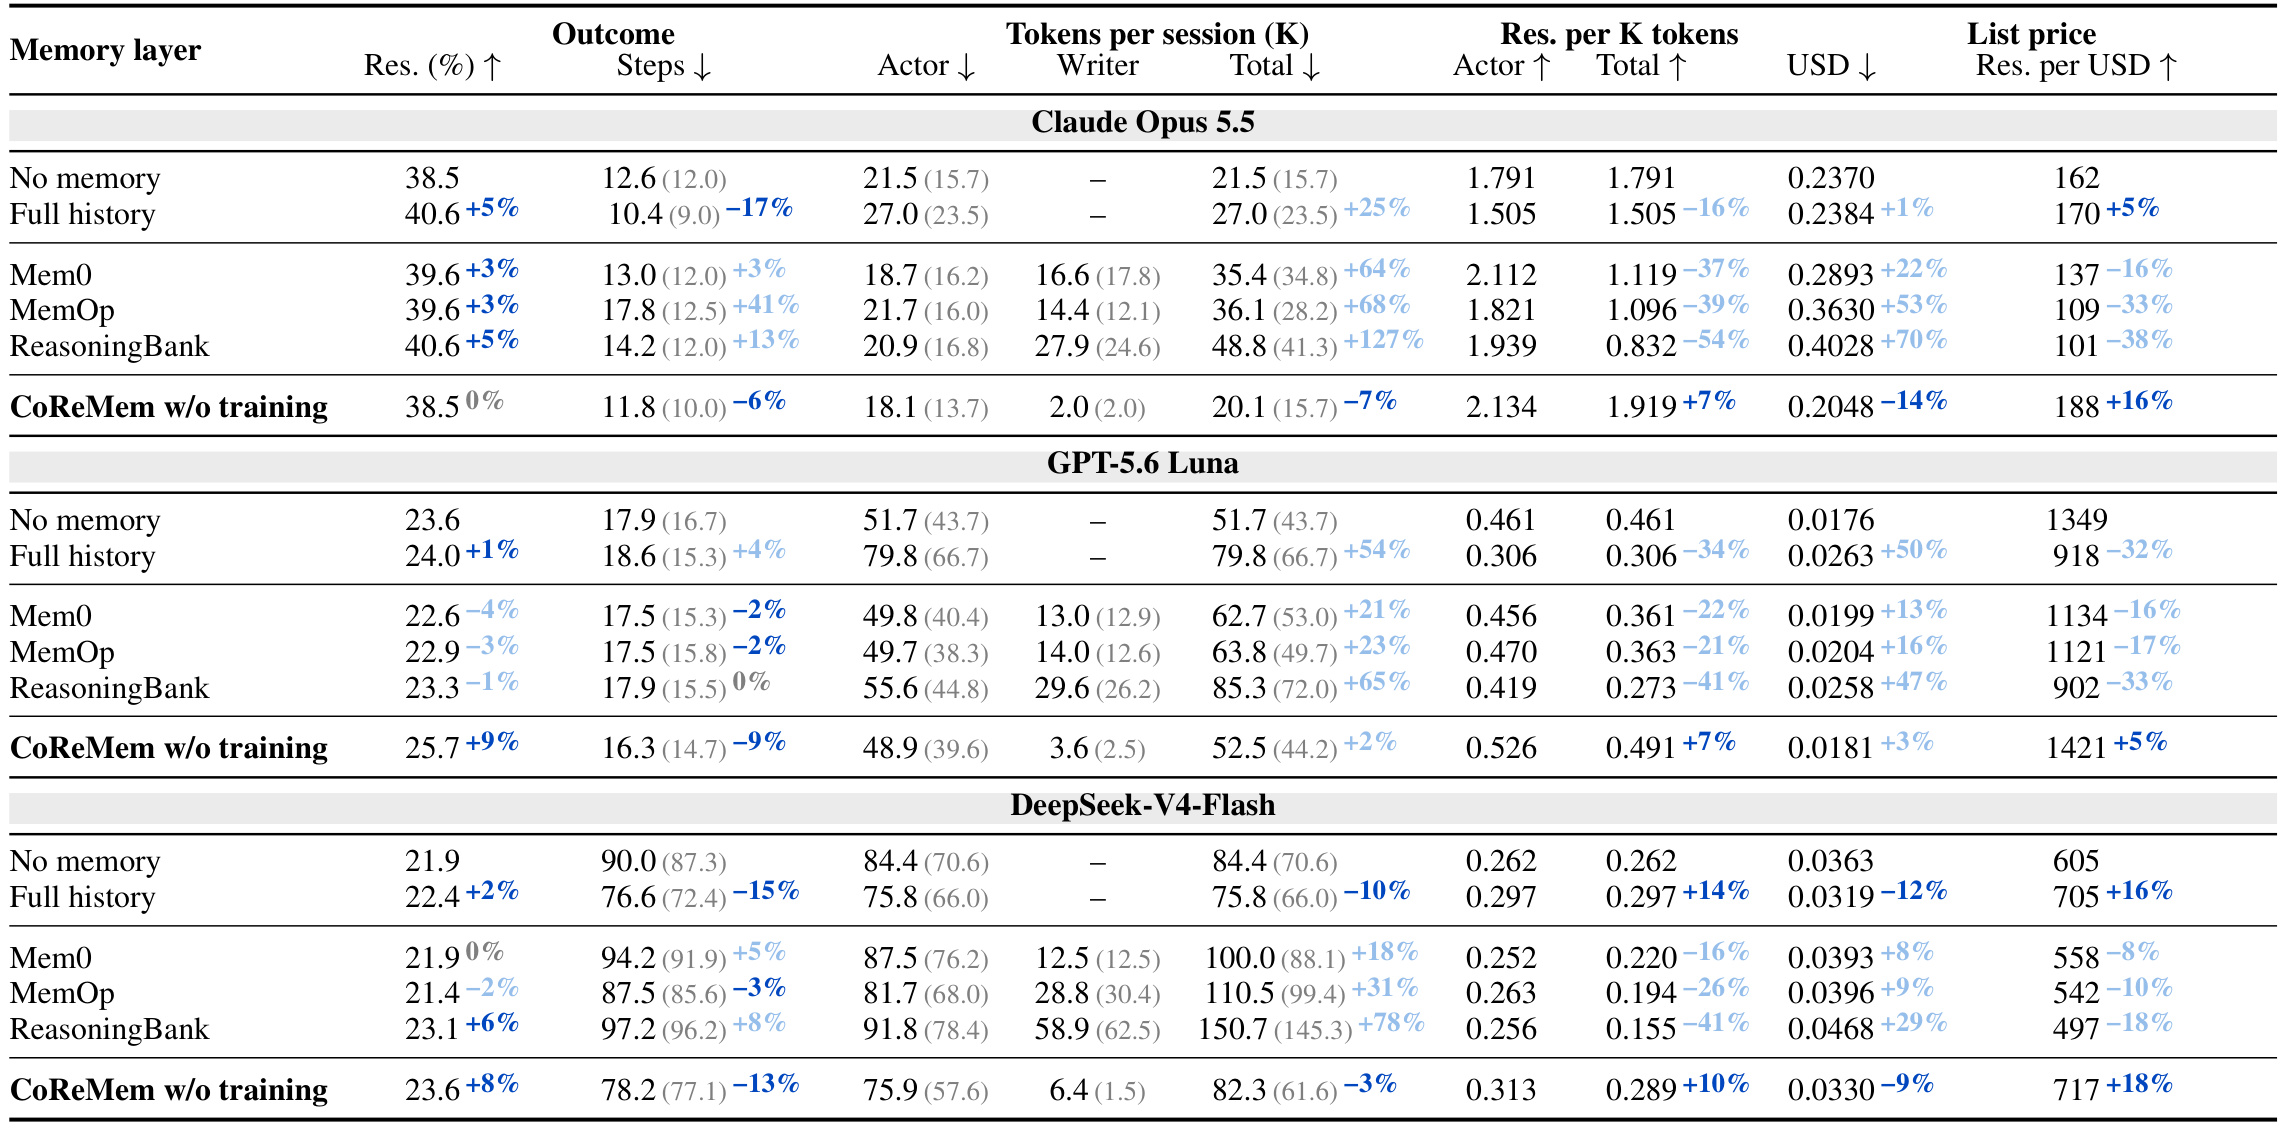 Memory layer Outcome Tokens per session (K) Res. per K tokens List price
Res. (%) ↑ Steps ↓ Actor ↓ Writer Total ↓ Actor ↑ Total ↑ USD ↓ Res. per USD ↑
Claude Opus 5.5
No memory 38.5 12.6 (12.0) 21.5 (15.7) – 21.5 (15.7) 1.791 1.791 0.2370 162
Full history 40.6 +5% 10.4 (9.0) −17% 27.0 (23.5) – 27.0 (23.5) +25% 1.505 1.505 −16% 0.2384 +1% 170 +5%
Mem0 39.6 +3% 13.0 (12.0) +3% 18.7 (16.2) 16.6 (17.8) 35.4 (34.8) +64% 2.112 1.119 −37% 0.2893 +22% 137 −16%
MemOp 39.6 +3% 17.8 (12.5) +41% 21.7 (16.0) 14.4 (12.1) 36.1 (28.2) +68% 1.821 1.096 −39% 0.3630 +53% 109 −33%
ReasoningBank 40.6 +5% 14.2 (12.0) +13% 20.9 (16.8) 27.9 (24.6) 48.8 (41.3) +127% 1.939 0.832 −54% 0.4028 +70% 101 −38%
CoReMem w/o training 38.5 0% 11.8 (10.0) −6% 18.1 (13.7) 2.0 (2.0) 20.1 (15.7) −7% 2.134 1.919 +7% 0.2048 −14% 188 +16%
GPT-5.6 Luna
No memory 23.6 17.9 (16.7) 51.7 (43.7) – 51.7 (43.7) 0.461 0.461 0.0176 1349
Full history 24.0 +1% 18.6 (15.3) +4% 79.8 (66.7) – 79.8 (66.7) +54% 0.306 0.306 −34% 0.0263 +50% 918 −32%
Mem0 22.6 −4% 17.5 (15.3) −2% 49.8 (40.4) 13.0 (12.9) 62.7 (53.0) +21% 0.456 0.361 −22% 0.0199 +13% 1134 −16%
MemOp 22.9 −3% 17.5 (15.8) −2% 49.7 (38.3) 14.0 (12.6) 63.8 (49.7) +23% 0.470 0.363 −21% 0.0204 +16% 1121 −17%
ReasoningBank 23.3 −1% 17.9 (15.5) 0% 55.6 (44.8) 29.6 (26.2) 85.3 (72.0) +65% 0.419 0.273 −41% 0.0258 +47% 902 −33%
CoReMem w/o training 25.7 +9% 16.3 (14.7) −9% 48.9 (39.6) 3.6 (2.5) 52.5 (44.2) +2% 0.526 0.491 +7% 0.0181 +3% 1421 +5%
DeepSeek-V4-Flash
No memory 21.9 90.0 (87.3) 84.4 (70.6) – 84.4 (70.6) 0.262 0.262 0.0363 605
Full history 22.4 +2% 76.6 (72.4) −15% 75.8 (66.0) – 75.8 (66.0) −10% 0.297 0.297 +14% 0.0319 −12% 705 +16%
Mem0 21.9 0% 94.2 (91.9) +5% 87.5 (76.2) 12.5 (12.5) 100.0 (88.1) +18% 0.252 0.220 −16% 0.0393 +8% 558 −8%
MemOp 21.4 −2% 87.5 (85.6) −3% 81.7 (68.0) 28.8 (30.4) 110.5 (99.4) +31% 0.263 0.194 −26% 0.0396 +9% 542 −10%
ReasoningBank 23.1 +6% 97.2 (96.2) +8% 91.8 (78.4) 58.9 (62.5) 150.7 (145.3) +78% 0.256 0.155 −41% 0.0468 +29% 497 −18%
CoReMem w/o training 23.6 +8% 78.2 (77.1) −13% 75.9 (57.6) 6.4 (1.5) 82.3 (61.6) −3% 0.313 0.289 +10% 0.0330 −9% 717 +18%